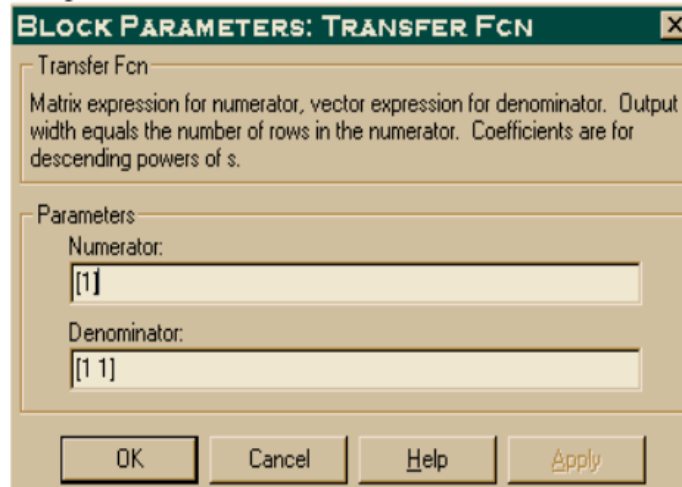 BLOCK PARAMETERS: TRANSFER FCN
Transfer Fcn
Matrix expression for numerator, vector expression for denominator. Output
width equals the number of rows in the numerator. Coefficients are for
descending powers of s.
Parameters
Numerator:
[1]
Denominator:
[1 1]
OK Cancel Help Apply